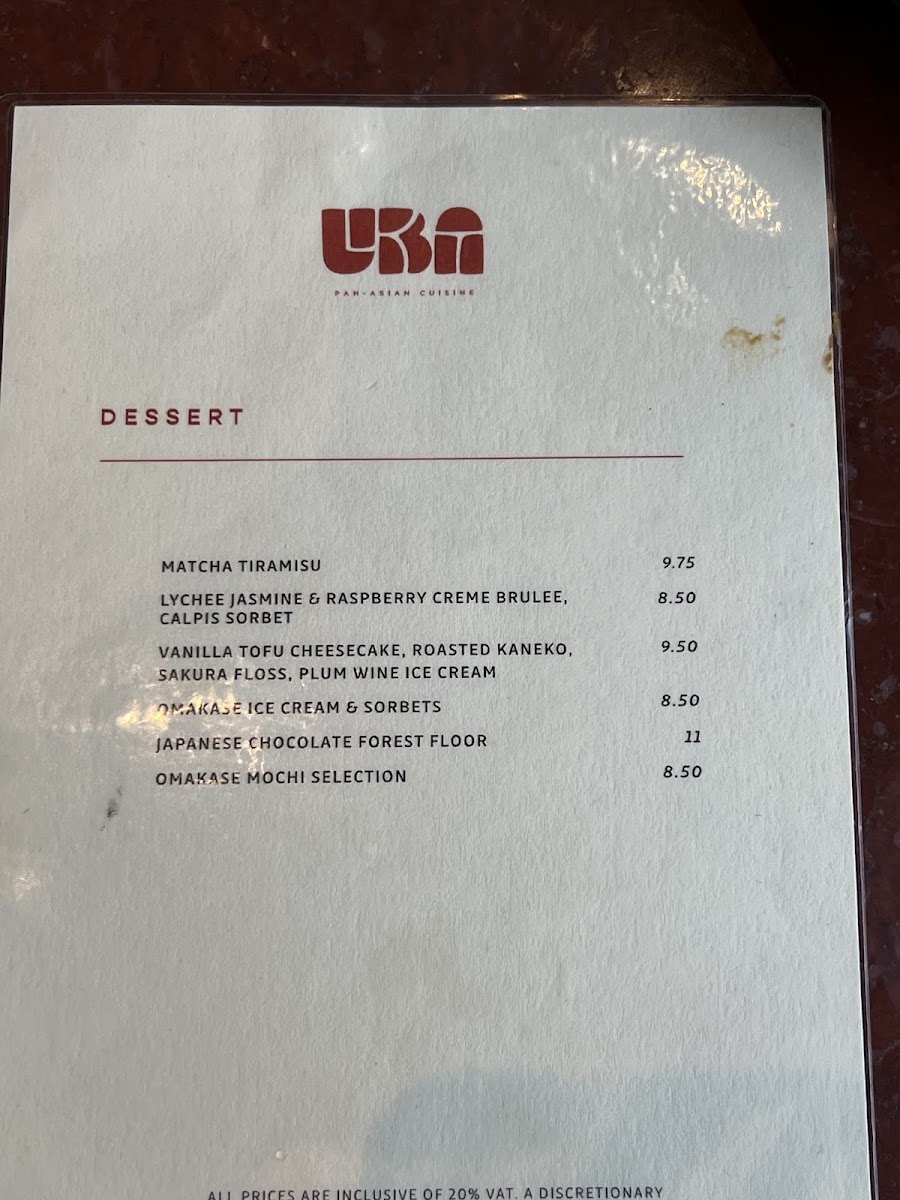 UBA
PAN-ASIAN CUISINE
DESSERT
MATCHA TIRAMISU 9.75
LYCHEE JASMINE & RASPBERRY CREME BRULEE, 8.50
CALPIS SORBET
VANILLA TOFU CHEESECAKE, ROASTED KANEKO, 9.50
SAKURA FLOSS, PLUM WINE ICE CREAM
OMAKASE ICE CREAM & SORBETS 8.50
JAPANESE CHOCOLATE FOREST FLOOR 11
OMAKASE MOCHI SELECTION 8.50
ALL PRICES ARE INCLUSIVE OF 20% VAT. A DISCRETIONARY